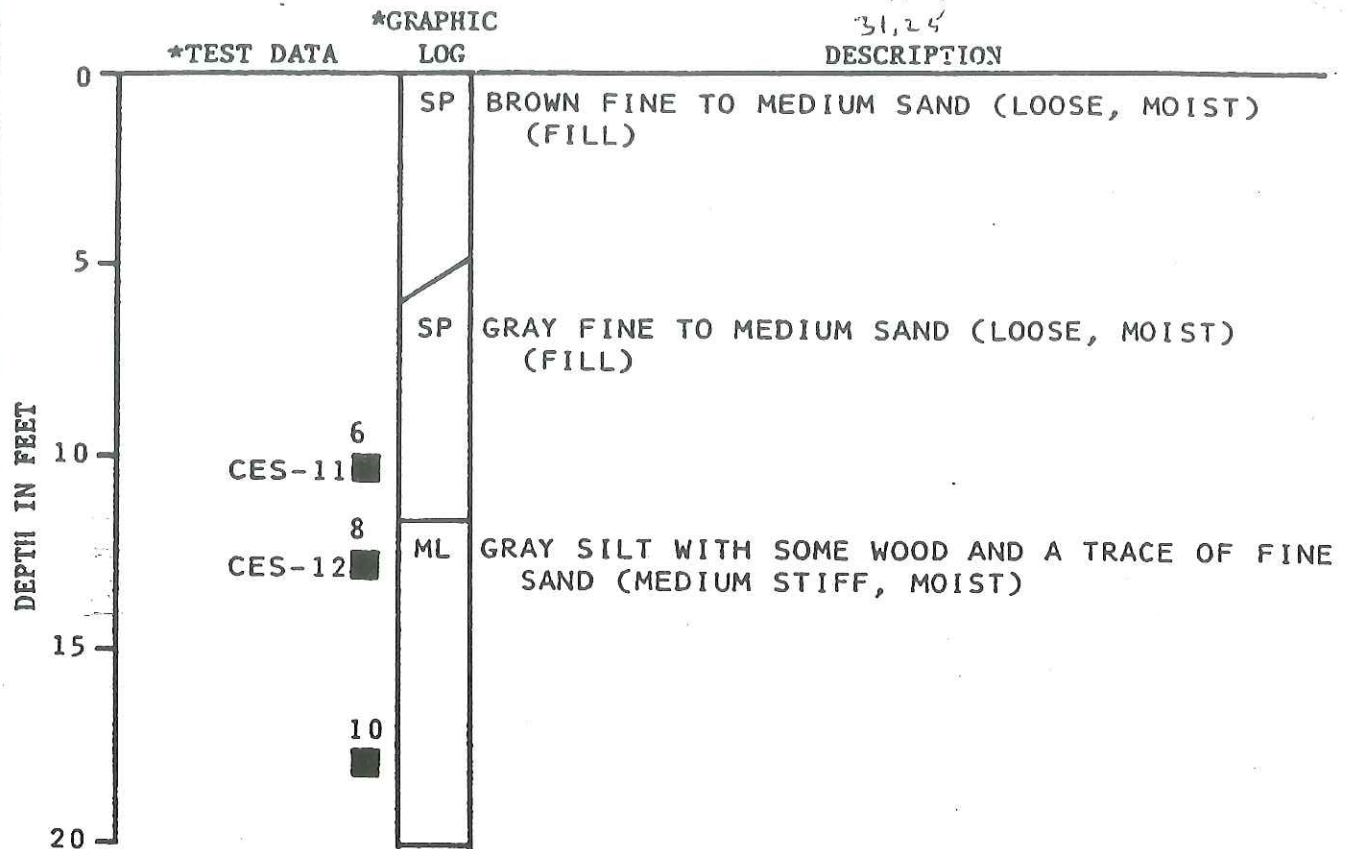 *GRAPHIC
31,25
*TEST DATA LOG DESCRIPTION
0
SP BROWN FINE TO MEDIUM SAND (LOOSE, MOIST)
(FILL)
5
SP GRAY FINE TO MEDIUM SAND (LOOSE, MOIST)
(FILL)
DEPTH IN FEET
6
10
CES-11
8
ML GRAY SILT WITH SOME WOOD AND A TRACE OF FINE
CES-12
SAND (MEDIUM STIFF, MOIST)
15
10
20